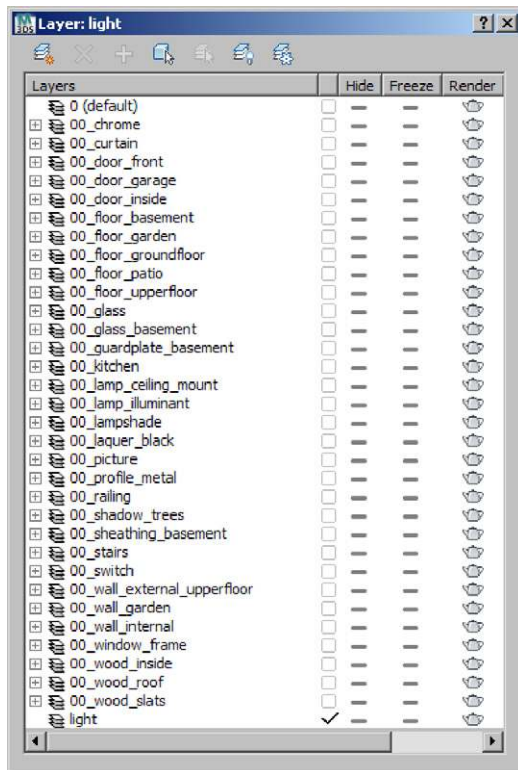 Layer: light
Layers Hide Freeze Render
0 (default)
00_chrome
00_curtain
00_door_front
00_door_garage
00_door_inside
00_floor_basement
00_floor_garden
00_floor_groundfloor
00_floor_patio
00_floor_upperfloor
00_glass
00_glass_basement
00_guardplate_basement
00_kitchen
00_lamp_ceiling_mount
00_lamp_illuminant
00_lampshade
00_laquer_black
00_picture
00_profile_metal
00_railing
00_shadow_trees
00_sheathing_basement
00_stairs
00_switch
00_wall_external_upperfloor
00_wall_garden
00_wall_internal
00_window_frame
00_wood_inside
00_wood_roof
00_wood_slats
light